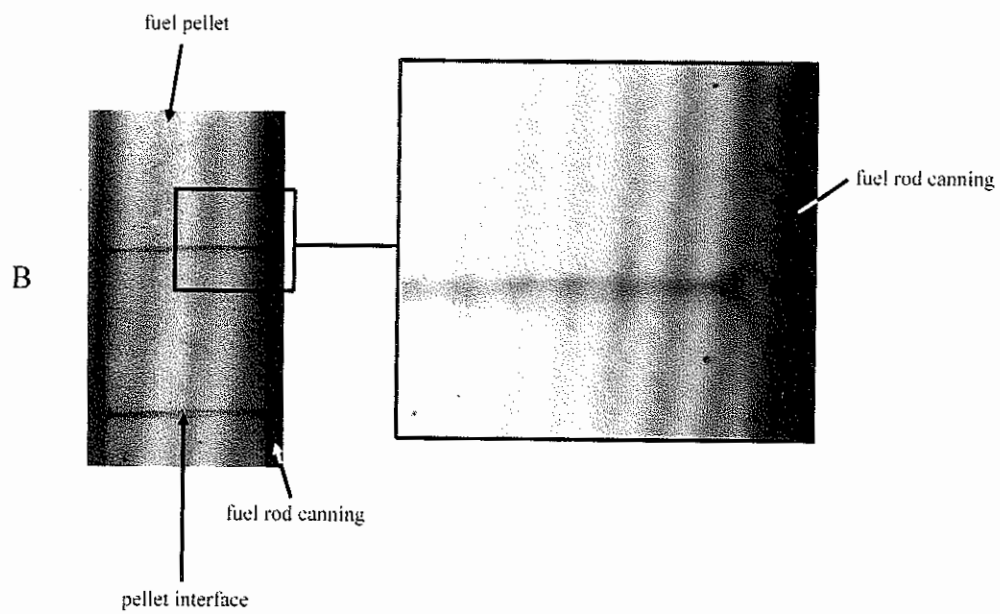 fuel pellet
fuel rod canning
B
fuel rod canning
pellet interface